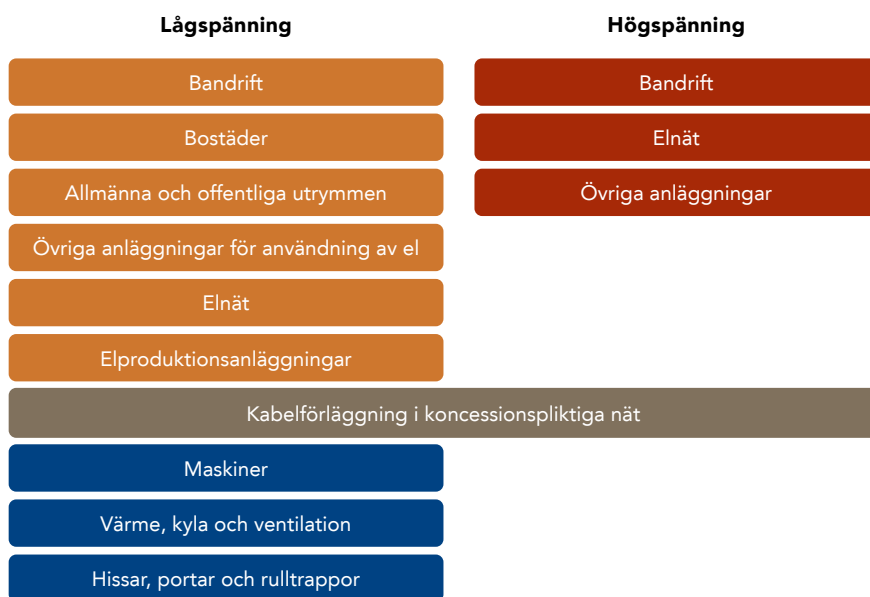 Lågspänning
Bandrift
Bostäder
Allmänna och offentliga utrymmen
Övriga anläggningar för användning av el
Elnät
Elproduktionsanläggningar
Högspänning
Bandrift
Elnät
Övriga anläggningar
Kabelförläggning i koncessionspliktiga nät
Maskiner
Värme, kyla och ventilation
Hissar, portar och rulltrappor